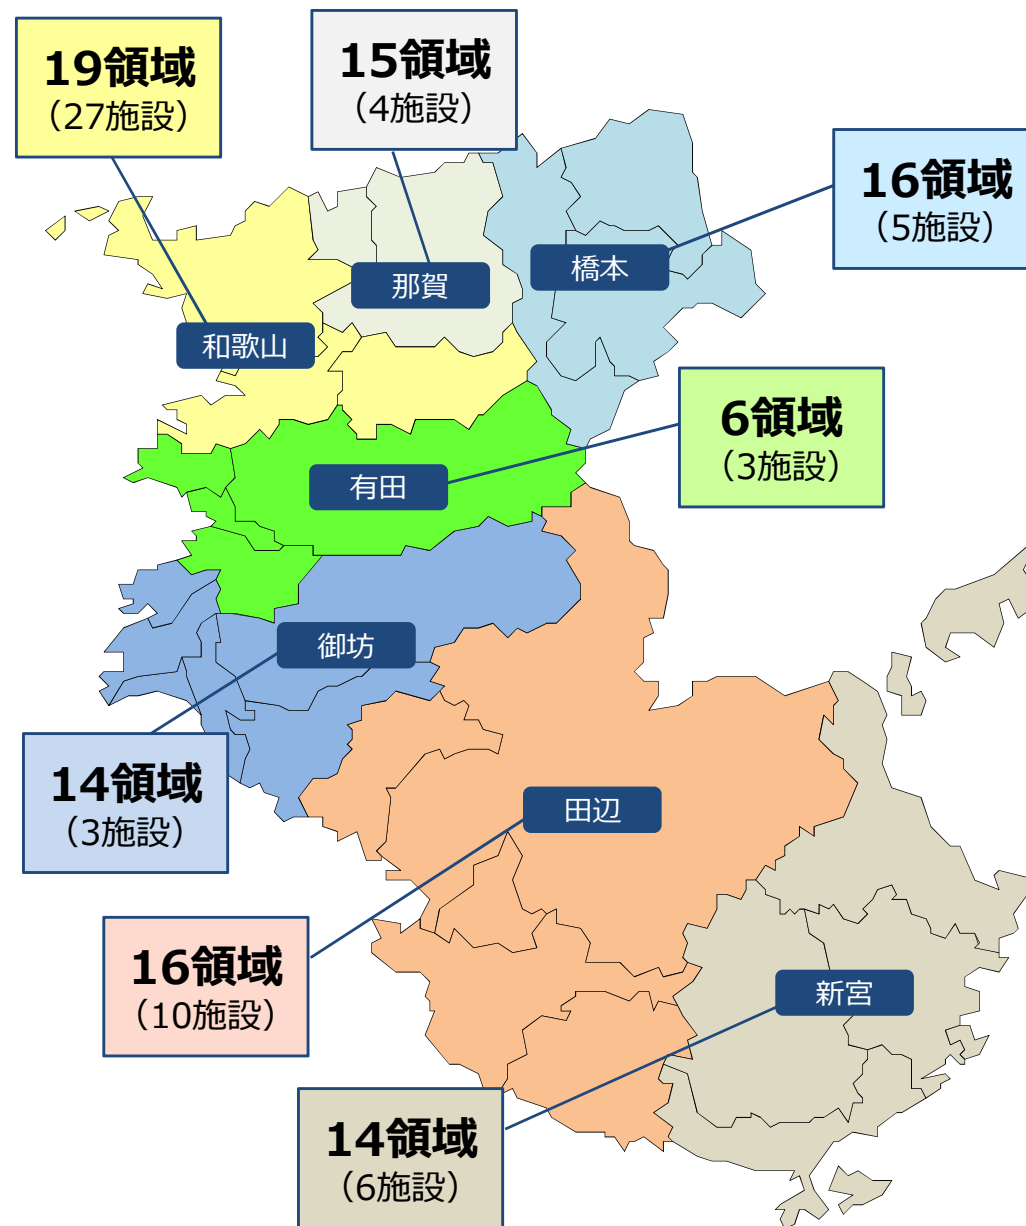 19領域
（27施設）
15領域
（4施設）
16領域
（5施設）
那賀
橋本
和歌山
6領域
（3施設）
有田
御坊
14領域
（3施設）
田辺
16領域
（10施設）
新宮
14領域
（6施設）